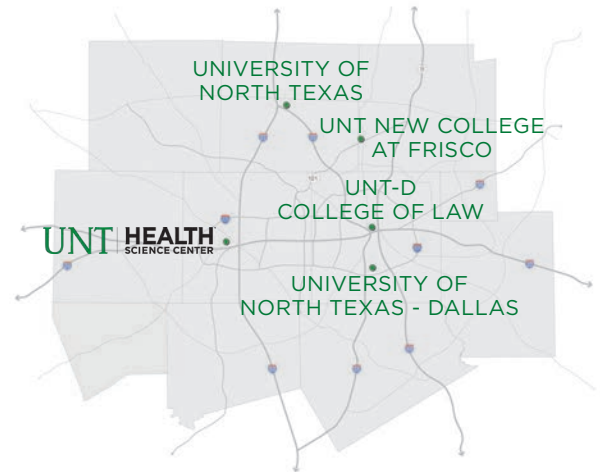 UNIVERSITY OF
NORTH TEXAS
UNT NEW COLLEGE
AT FRISCO
UNT-D
COLLEGE OF LAW
UNT HEALTH
SCIENCE CENTER
UNIVERSITY OF
NORTH TEXAS - DALLAS